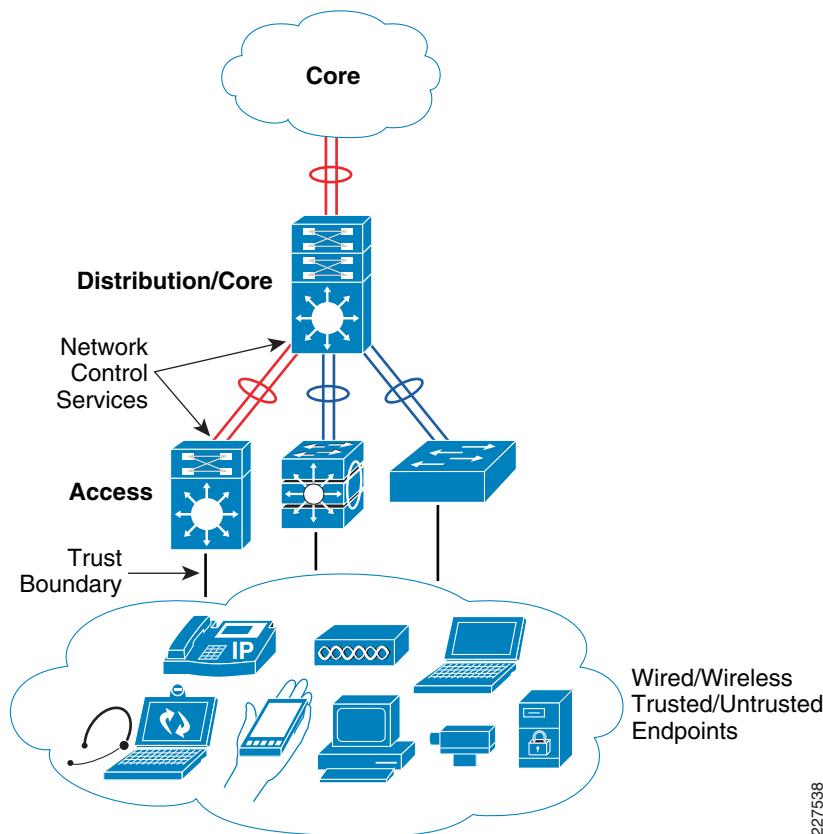 Core
Distribution/Core
Network
Control
Services
Access
Trust
Boundary
IP
Wired/Wireless
Trusted/Untrusted
Endpoints
227538